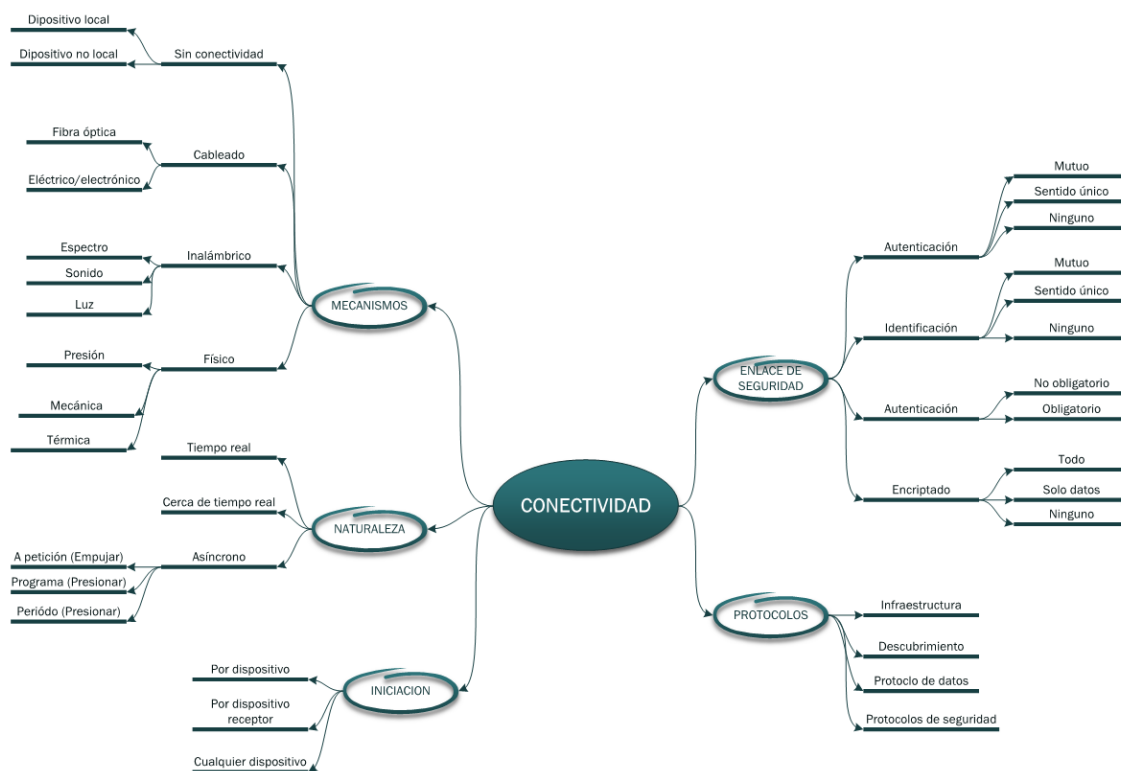 Dipositivo local
Dipositivo no local
Sin conectividad
Fibra óptica
Cableado
Eléctrico/electrónico
Espectro
Inalámbrico
Sonido
Luz
MECANISMOS
Presión
Físico
Mecánica
Térmica
Tiempo real
Cerca de tiempo real
NATURALEZA
Asíncrono
A petición (Empujar)
Programa (Presionar)
Periódo (Presionar)
Por dispositivo
INICIACION
Por dispositivo
receptor
Cualquier dispositivo
CONECTIVIDAD
Mutuo
Sentido único
Ninguno
Autenticación
Mutuo
Sentido único
Identificación
Ninguno
ENLACE DE
SEGURIDAD
No obligatorio
Autenticación
Obligatorio
Todo
Encriptado
Solo datos
Ninguno
PROTOCOLOS
Infraestructura
Descubrimiento
Protoclo de datos
Protocolos de seguridad